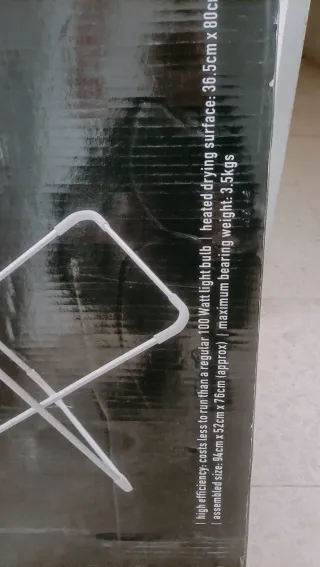 | high efficiency: costs less to run than a regular 100 Watt light bulb | heated drying surface: 36.5cm x 80c
| assembled size: 94cm x 52cm x 76cm (approx) | maximum bearing weight: 3.5kgs